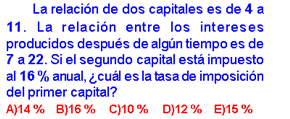 La relación de dos capitales es de 4 a
11. La relación entre los intereses
producidos después de algún tiempo es de
7 a 22. Si el segundo capital está impuesto
al 16 % anual, ¿cuál es la tasa de imposición
del primer capital?
A)14 % B)16 % C)10 % D)12 % E)15 %